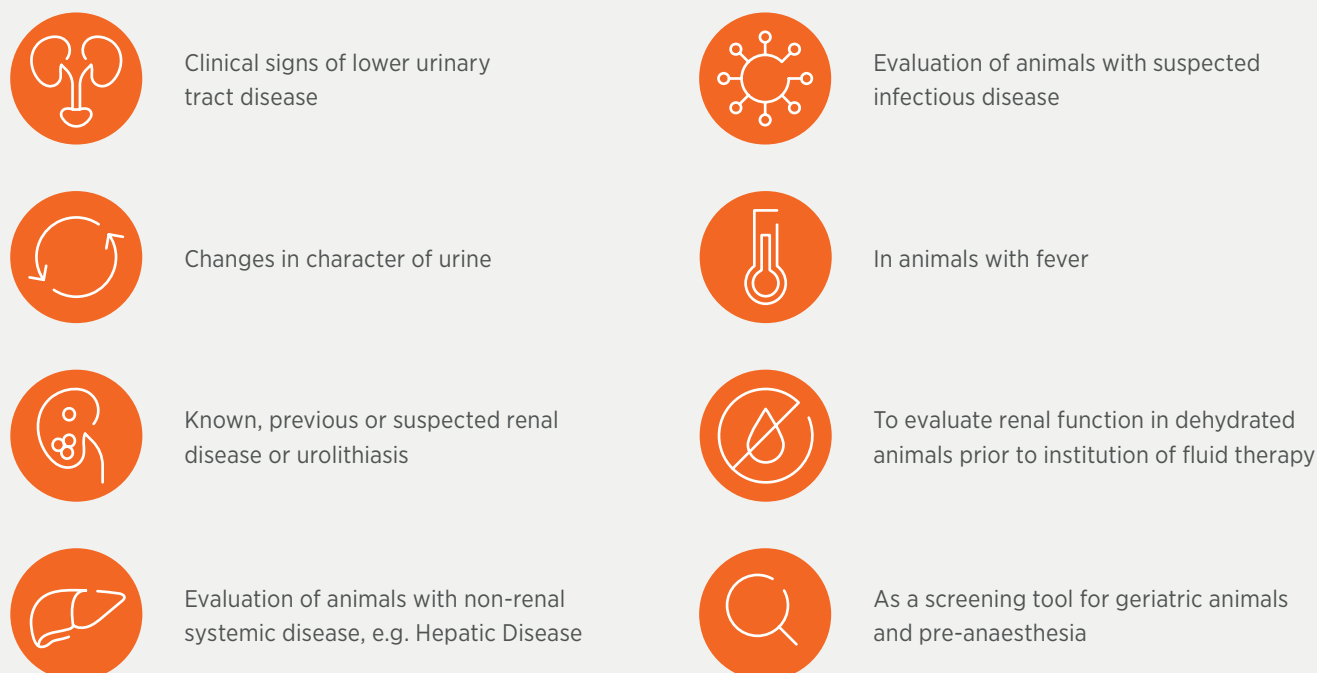 Clinical signs of lower urinary
tract disease
Changes in character of urine
Known, previous or suspected renal
disease or urolithiasis
Evaluation of animals with non-renal
systemic disease, e.g. Hepatic Disease
Evaluation of animals with suspected
infectious disease
In animals with fever
To evaluate renal function in dehydrated
animals prior to institution of fluid therapy
As a screening tool for geriatric animals
and pre-anaesthesia